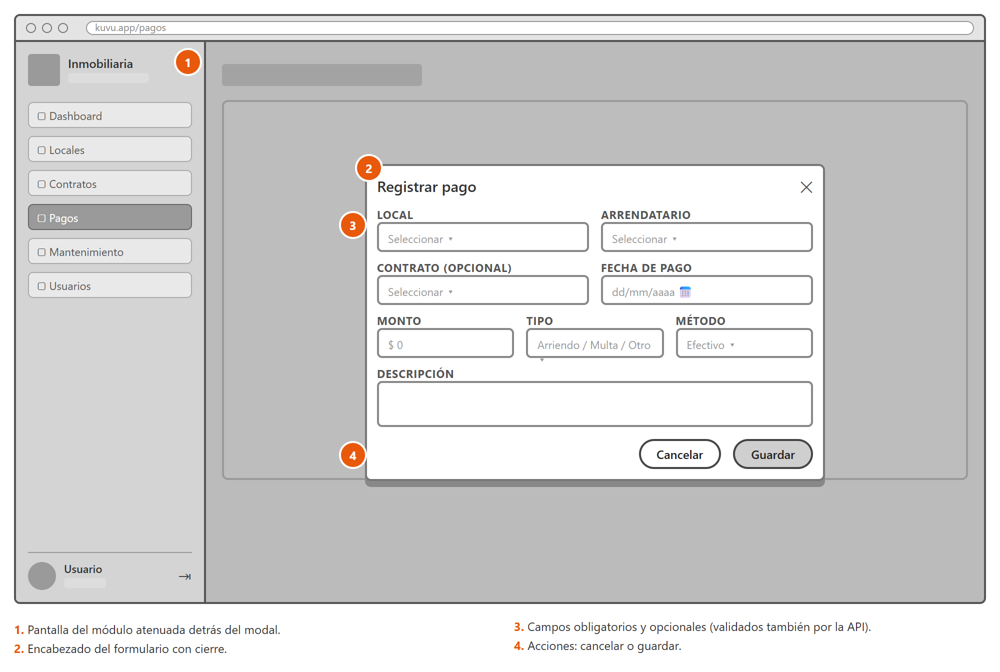 kuvu.app/pagos
Inmobiliaria
1
Dashboard
Locales
Contratos
Pagos
Mantenimiento
Usuarios
Usuario
2
Registrar pago
3
LOCAL
ARRENDATARIO
Seleccionar ▾
Seleccionar ▾
CONTRATO (OPCIONAL)
FECHA DE PAGO
Seleccionar ▾
dd/mm/aaaa
MONTO
TIPO
MÉTODO
$ 0
Arriendo / Multa / Otro ▾
Efectivo ▾
DESCRIPCIÓN
4
Cancelar
Guardar
1. Pantalla del módulo atenuada detrás del modal.
2. Encabezado del formulario con cierre.
3. Campos obligatorios y opcionales (validados también por la API).
4. Acciones: cancelar o guardar.